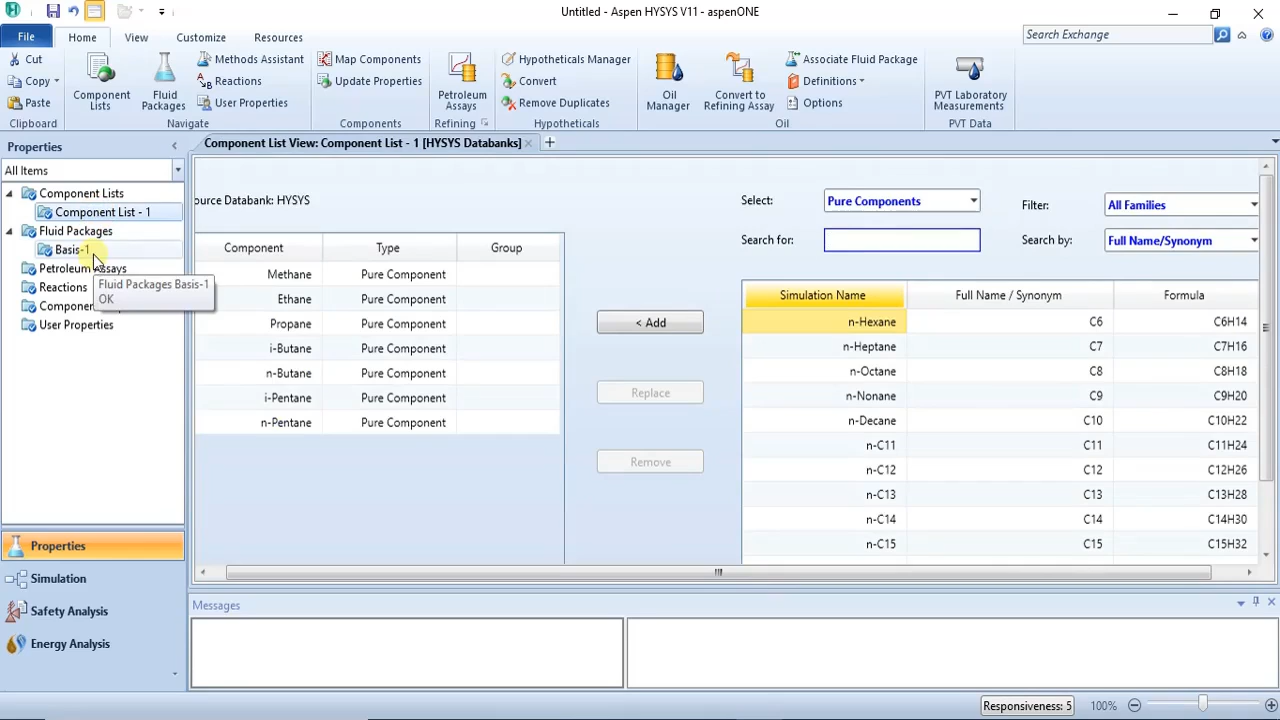 Untitled - Aspen HYSYS V11 - aspenONE
File
Home
View
Customize
Resources
Search Exchange
Cut
Copy
Paste
Clipboard
Component Lists
Fluid Packages
Methods Assistant
Reactions
User Properties
Navigate
Map Components
Update Properties
Components
Petroleum Assays
Refining
Hypotheticals Manager
Convert
Remove Duplicates
Hypotheticals
Oil Manager
Convert to Refining Assay
Associate Fluid Package
Definitions
Options
Oil
PVT Laboratory Measurements
PVT Data
Properties
All Items
Component Lists
Component List - 1
Fluid Packages
Basis-1
Petroleum Assays
Reactions
Component
User Properties
Fluid Packages Basis-1
OK
Properties
Simulation
Safety Analysis
Energy Analysis
Component List View: Component List - 1 [HYSYS Databanks]
ource Databank: HYSYS
Component Type Group
Methane Pure Component
Ethane Pure Component
Propane Pure Component
i-Butane Pure Component
n-Butane Pure Component
i-Pentane Pure Component
n-Pentane Pure Component
< Add
Replace
Remove
Select: Pure Components
Filter: All Families
Search for:
Search by: Full Name/Synonym
Simulation Name Full Name / Synonym Formula
n-Hexane C6 C6H14
n-Heptane C7 C7H16
n-Octane C8 C8H18
n-Nonane C9 C9H20
n-Decane C10 C10H22
n-C11 C11 C11H24
n-C12 C12 C12H26
n-C13 C13 C13H28
n-C14 C14 C14H30
n-C15 C15 C15H32
Messages
Responsiveness: 5
100%